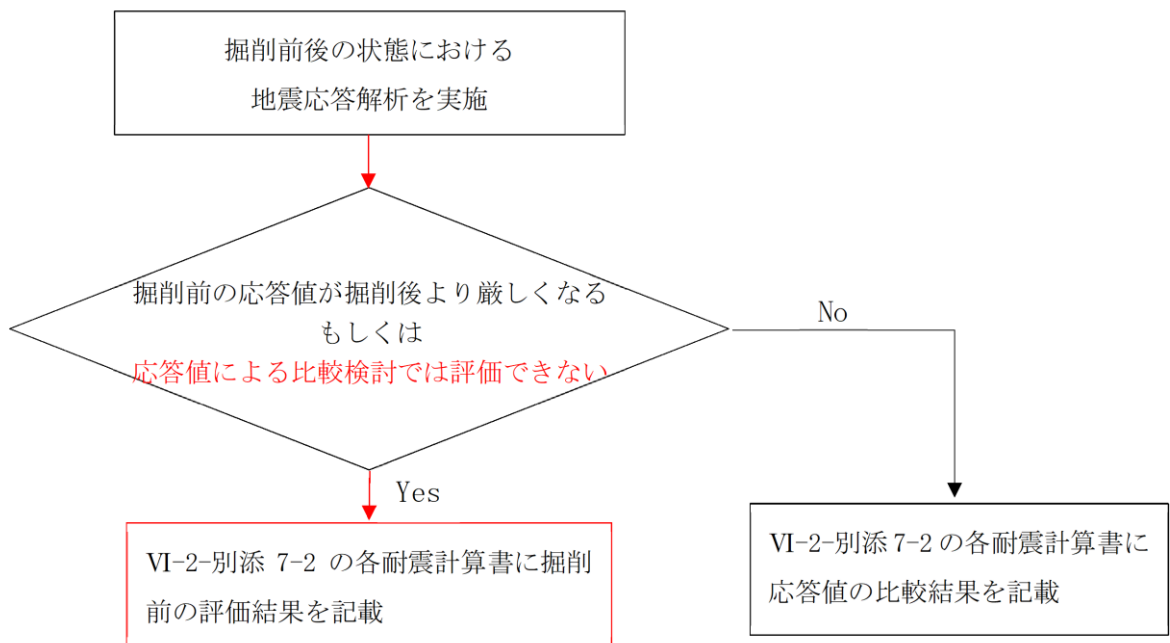 掘削前後の状態における
地震応答解析を実施
掘削前の応答値が掘削後より厳しくなる
もしくは
応答値による比較検討では評価できない
No
Yes
Ⅵ-2-別添 7-2 の各耐震計算書に掘削
前の評価結果を記載
Ⅵ-2-別添 7-2 の各耐震計算書に
応答値の比較結果を記載